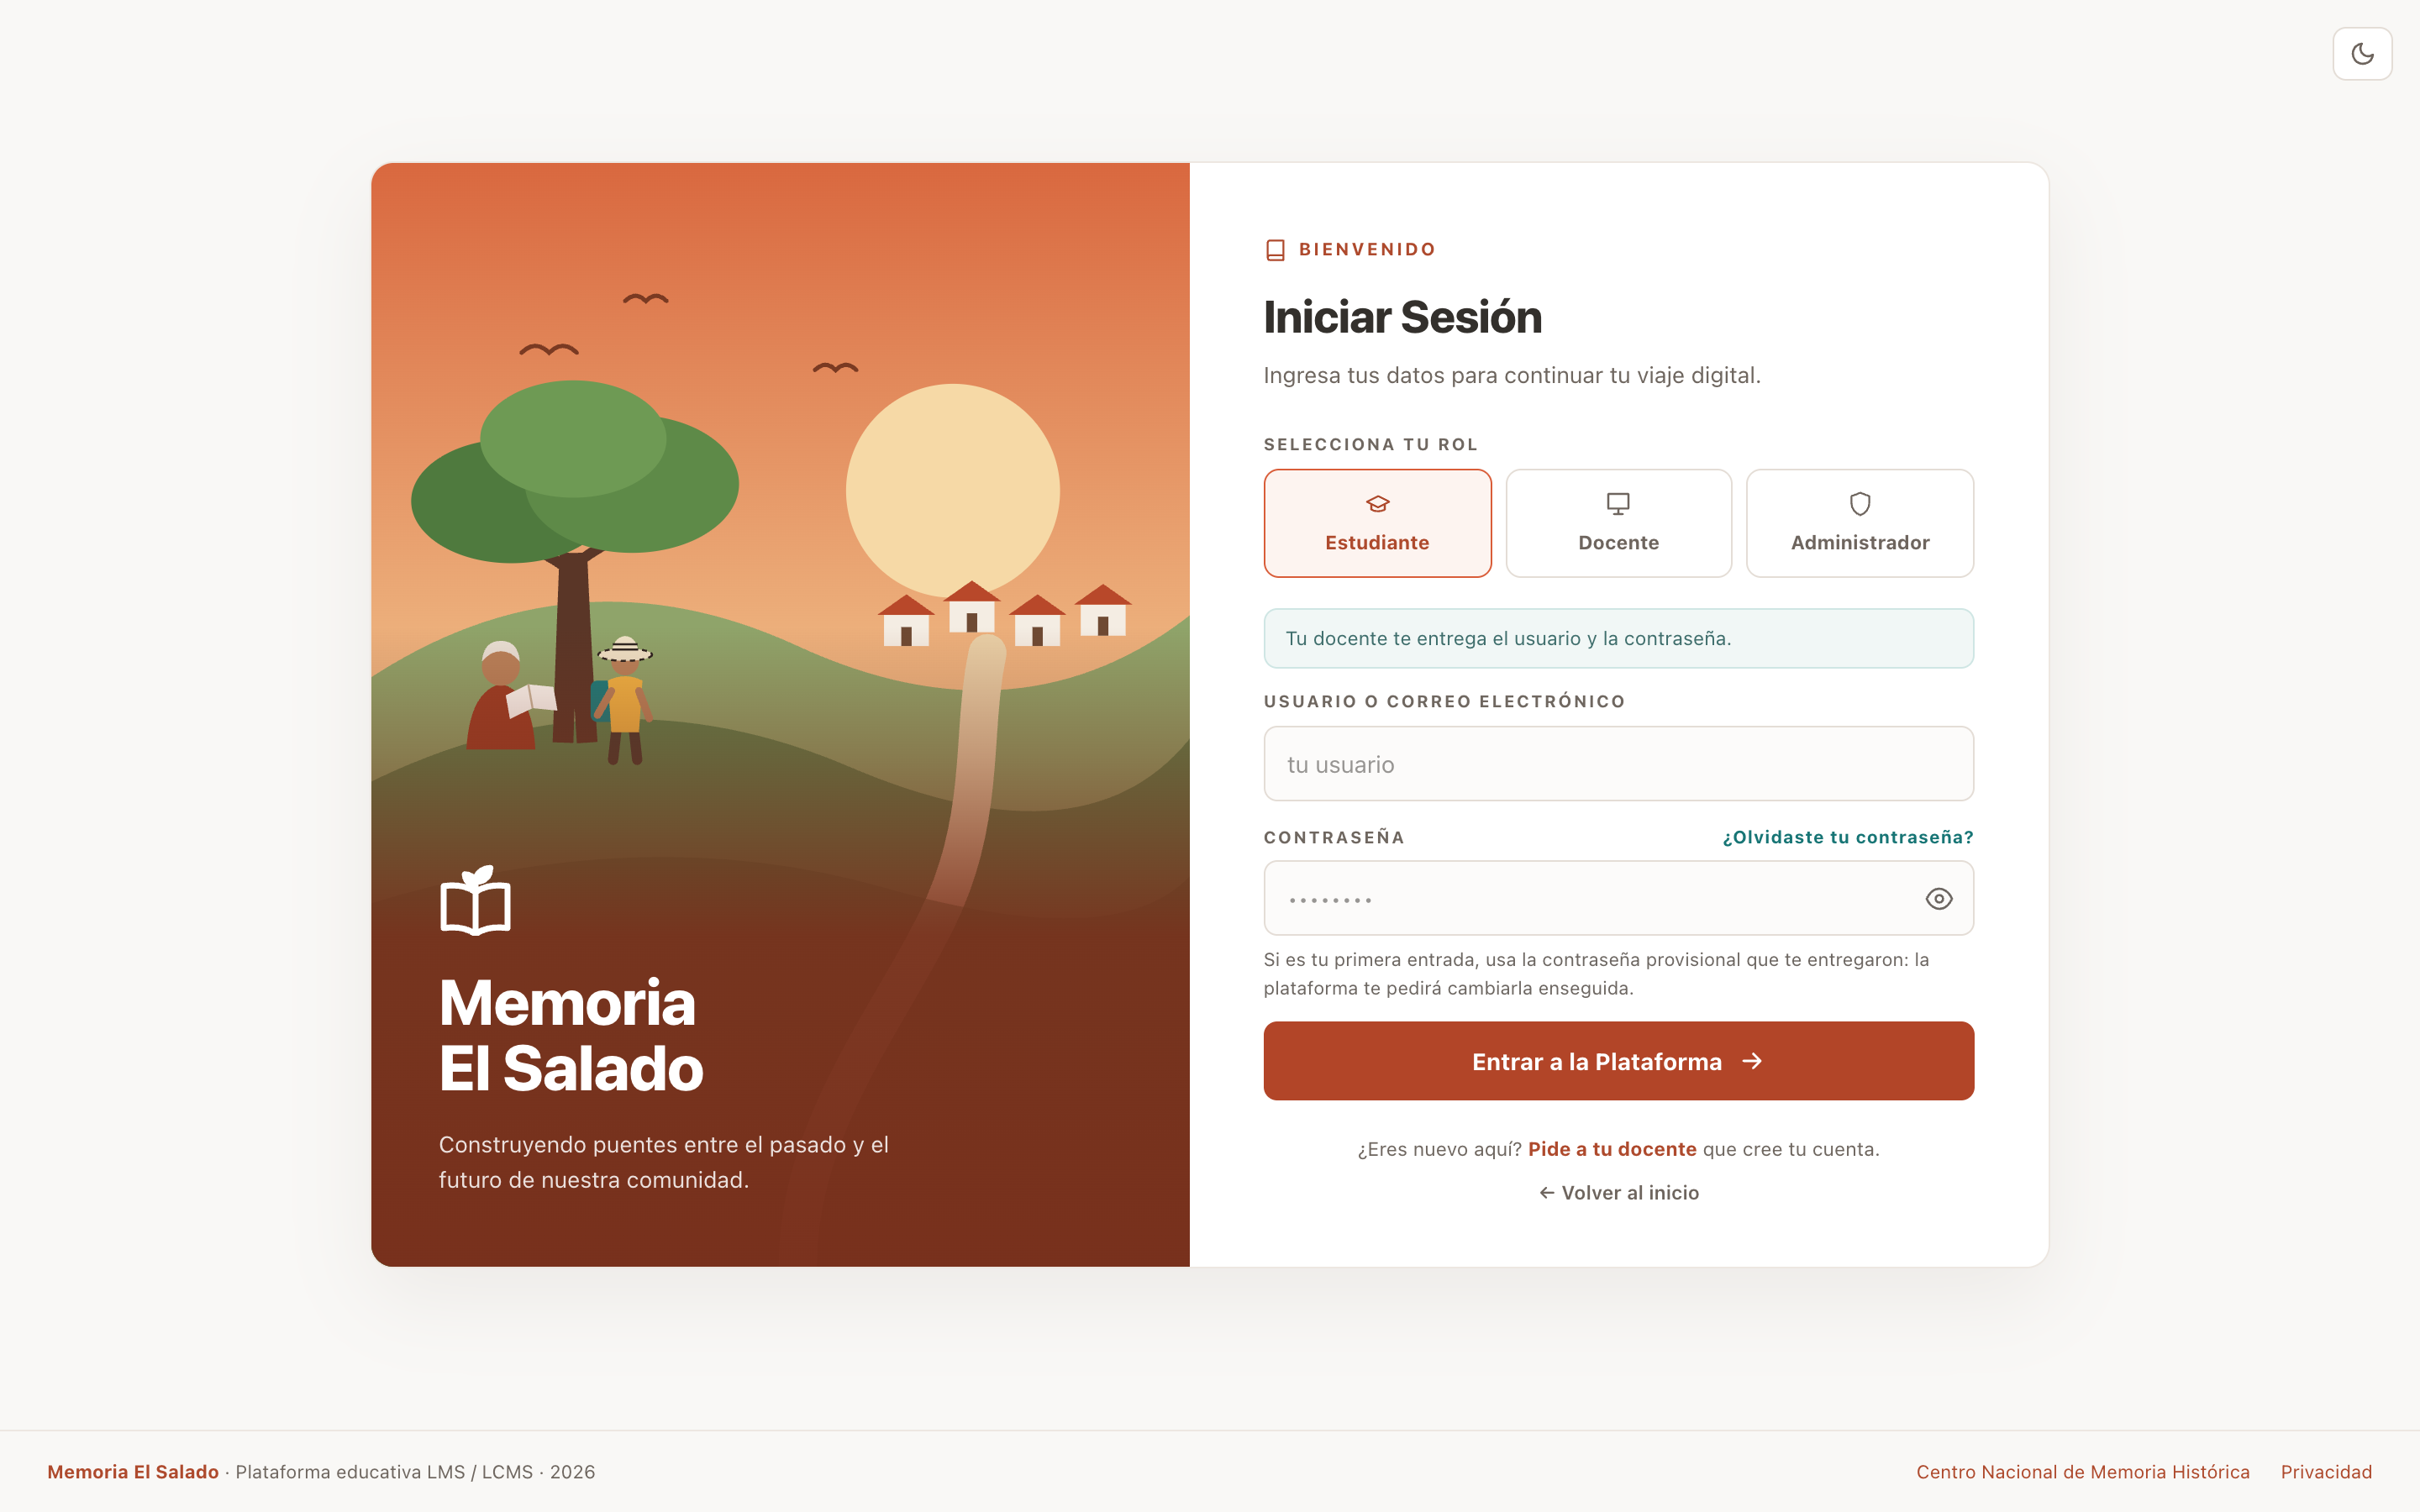 Memoria
El Salado
Construyendo puentes entre el pasado y el
futuro de nuestra comunidad.
BIENVENIDO
Iniciar Sesión
Ingresa tus datos para continuar tu viaje digital.
SELECCIONA TU ROL
Estudiante
Docente
Administrador
Tu docente te entrega el usuario y la contraseña.
USUARIO O CORREO ELECTRÓNICO
tu usuario
CONTRASEÑA
¿Olvidaste tu contraseña?
••••••••
Si es tu primera entrada, usa la contraseña provisional que te entregaron: la
plataforma te pedirá cambiarla enseguida.
Entrar a la Plataforma →
¿Eres nuevo aquí? Pide a tu docente que cree tu cuenta.
← Volver al inicio
Memoria El Salado · Plataforma educativa LMS / LCMS · 2026
Centro Nacional de Memoria Histórica
Privacidad